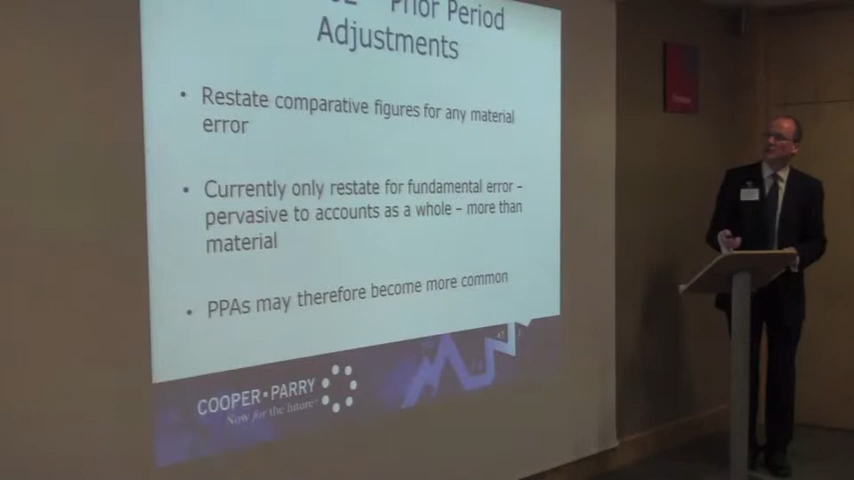 Prior Period
Adjustments
• Restate comparative figures for any material
error
• Currently only restate for fundamental error –
pervasive to accounts as a whole – more than
material
• PPAs may therefore become more common
COOPER▪PARRY
Now for the future